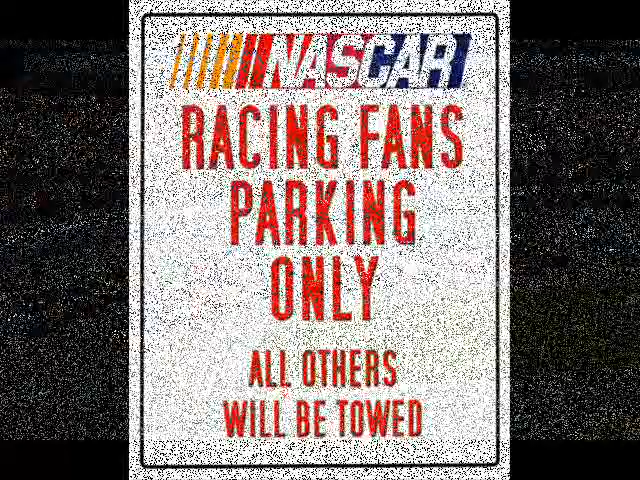 NASCAR
RACING FANS
PARKING
ONLY
ALL OTHERS
WILL BE TOWED